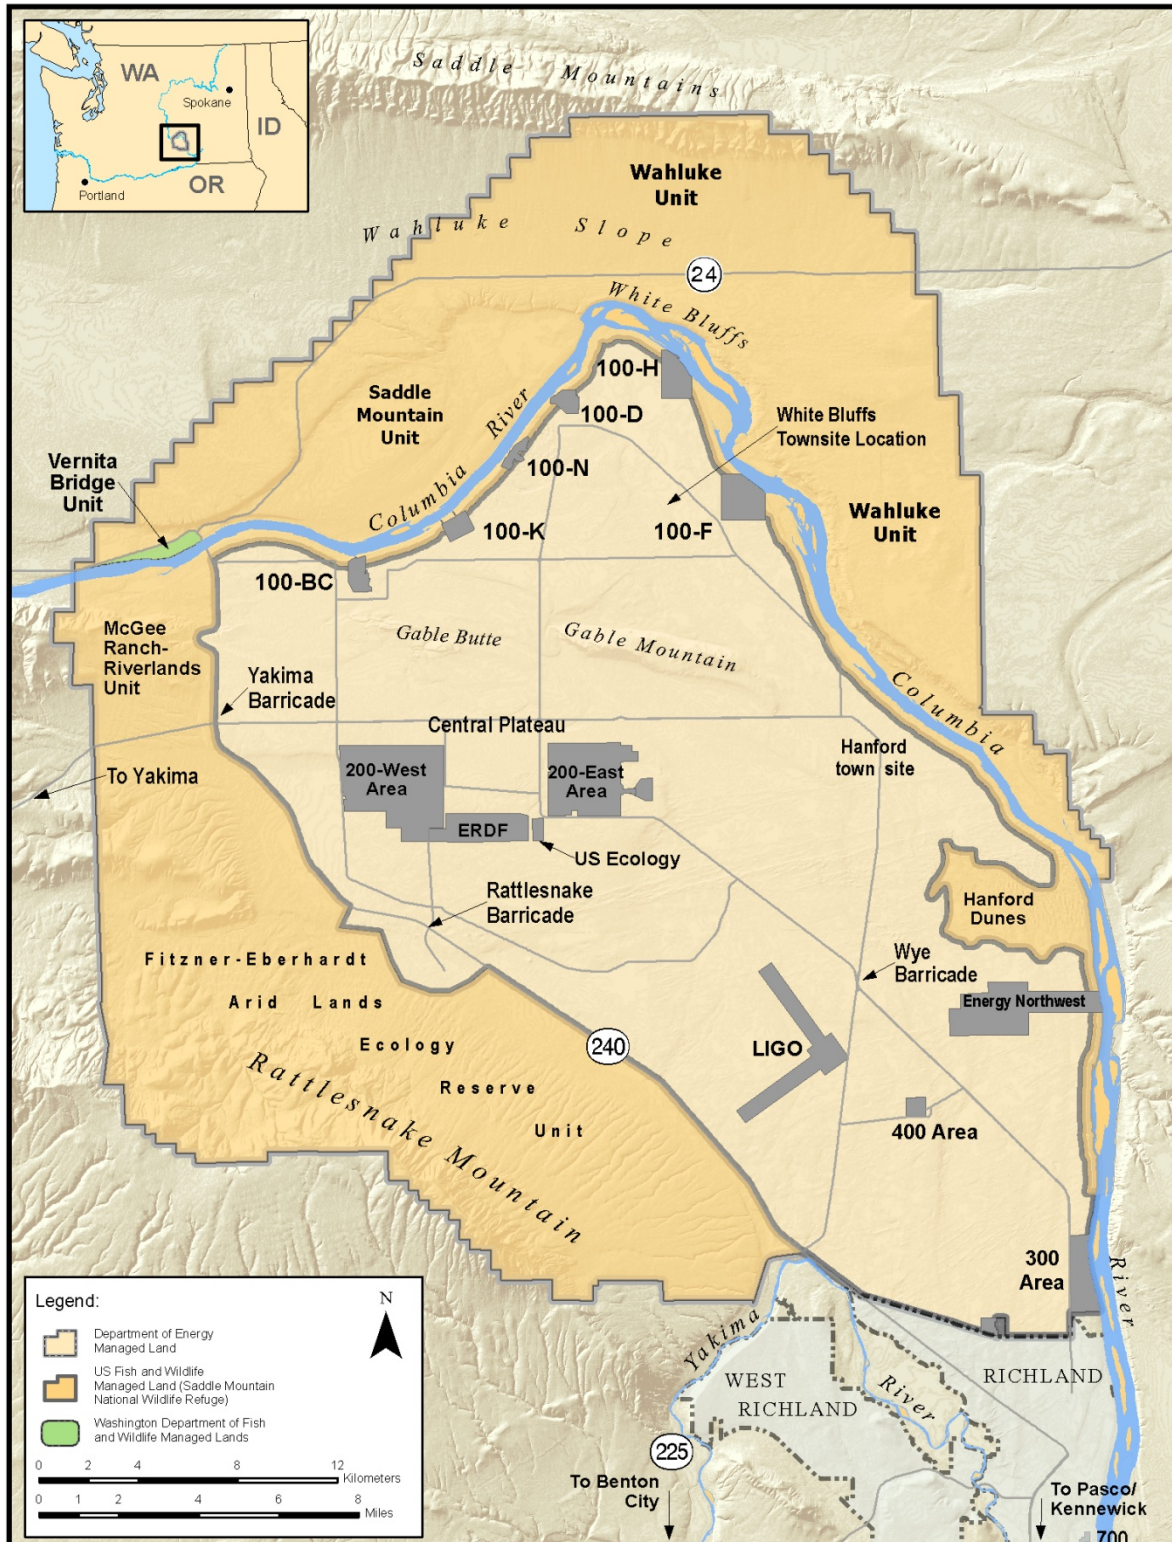 WA
Spokane
ID
OR
Portland
Saddle Mountains
Wahluke
Unit
Wahluke Slope
24
White Bluffs
100-H
Saddle
Mountain
Unit
Columbia River
100-D
White Bluffs
Townsite Location
100-N
Vernita
Bridge
Unit
100-K
100-F
Wahluke
Unit
100-BC
McGee
Ranch-
Riverlands
Unit
Gable Butte
Gable Mountain
Yakima
Barricade
Columbia
Central Plateau
Hanford
town site
To Yakima
200-West
Area
200-East
Area
ERDF
US Ecology
Rattlesnake
Barricade
Hanford
Dunes
Fitzner-Eberhardt
Arid Lands
Ecology
Reserve
Unit
Wye
Barricade
Energy Northwest
240
LIGO
Rattlesnake Mountain
400 Area
300
Area
River
Legend:
N
Department of Energy
Managed Land
US Fish and Wildlife
Managed Land (Saddle Mountain
National Wildlife Refuge)
Washington Department of Fish
and Wildlife Managed Lands
0 2 4 8 12
Kilometers
0 1 2 4 6 8
Miles
Yakima
River
WEST
RICHLAND
RICHLAND
225
To Benton
City
To Pasco/
Kennewick
700